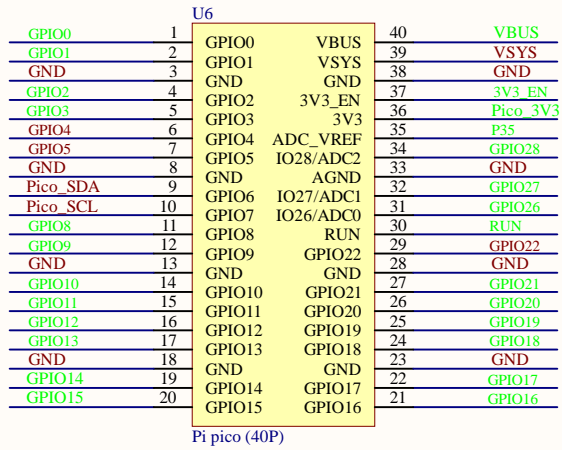 U6
GPIO0 1 GPIO0 VBUS 40 VBUS
GPIO1 2 GPIO1 VSYS 39 VSYS
GND 3 GND GND 38 GND
GPIO2 4 GPIO2 3V3_EN 37 3V3_EN
GPIO3 5 GPIO3 3V3 36 Pico_3V3
GPIO4 6 GPIO4 ADC_VREF 35 P35
GPIO5 7 GPIO5 IO28/ADC2 34 GPIO28
GND 8 GND AGND 33 GND
Pico_SDA 9 GPIO6 IO27/ADC1 32 GPIO27
Pico_SCL 10 GPIO7 IO26/ADC0 31 GPIO26
GPIO8 11 GPIO8 RUN 30 RUN
GPIO9 12 GPIO9 GPIO22 29 GPIO22
GND 13 GND GND 28 GND
GPIO10 14 GPIO10 GPIO21 27 GPIO21
GPIO11 15 GPIO11 GPIO20 26 GPIO20
GPIO12 16 GPIO12 GPIO19 25 GPIO19
GPIO13 17 GPIO13 GPIO18 24 GPIO18
GND 18 GND GND 23 GND
GPIO14 19 GPIO14 GPIO17 22 GPIO17
GPIO15 20 GPIO15 GPIO16 21 GPIO16
Pi pico (40P)